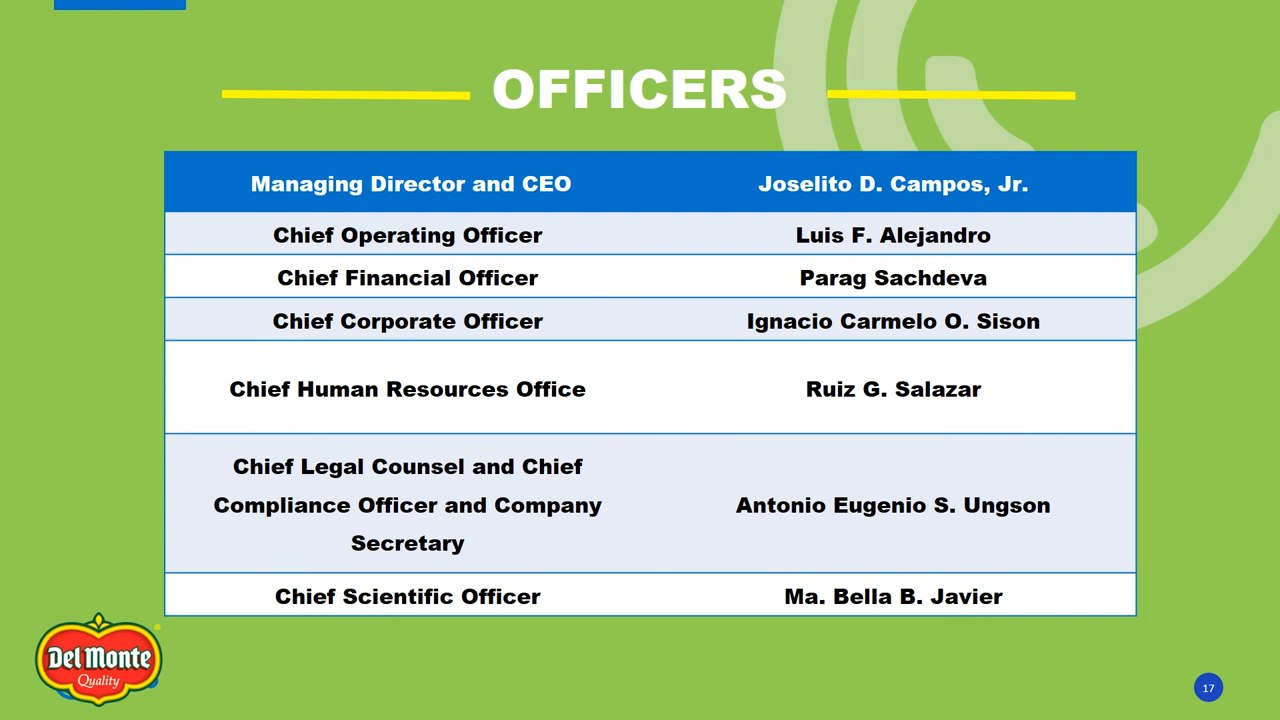 OFFICERS
Managing Director and CEO Joselito D. Campos, Jr.
Chief Operating Officer Luis F. Alejandro
Chief Financial Officer Parag Sachdeva
Chief Corporate Officer Ignacio Carmelo O. Sison
Chief Human Resources Office Ruiz G. Salazar
Chief Legal Counsel and Chief
Compliance Officer and Company Antonio Eugenio S. Ungson
Secretary
Chief Scientific Officer Ma. Bella B. Javier
Del Monte
Quality
17